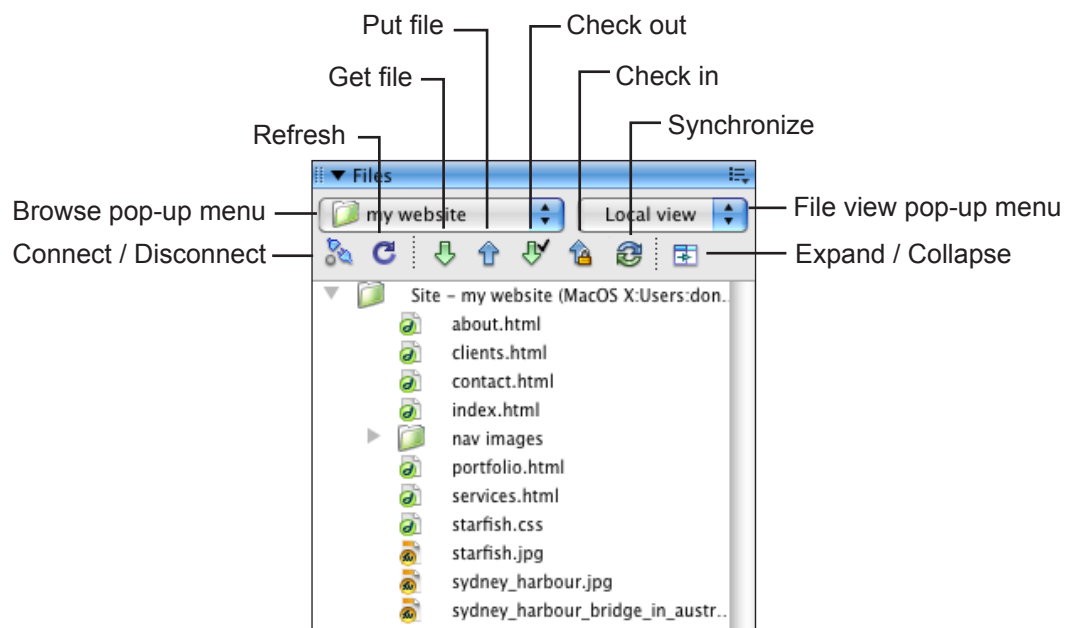 Put file
Check out
Get file
Check in
Refresh
Synchronize
Files
Browse pop-up menu
my website
Local view
File view pop-up menu
Connect / Disconnect
Expand / Collapse
Site – my website (MacOS X:Users:don..
about.html
clients.html
contact.html
index.html
nav images
portfolio.html
services.html
starfish.css
starfish.jpg
sydney_harbour.jpg
sydney_harbour_bridge_in_austr..